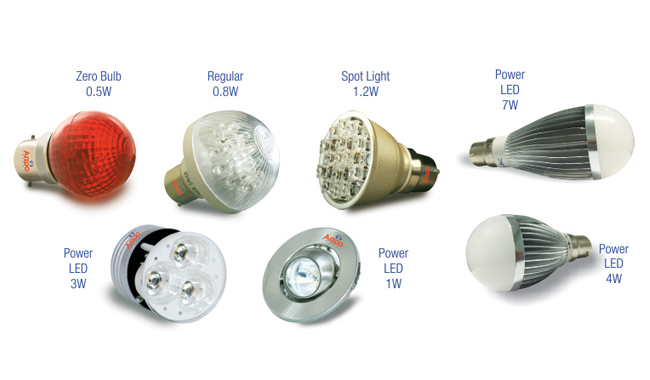 Zero Bulb
0.5W
Regular
0.8W
Spot Light
1.2W
Power
LED
7W
Power
LED
3W
Power
LED
1W
Power
LED
4W